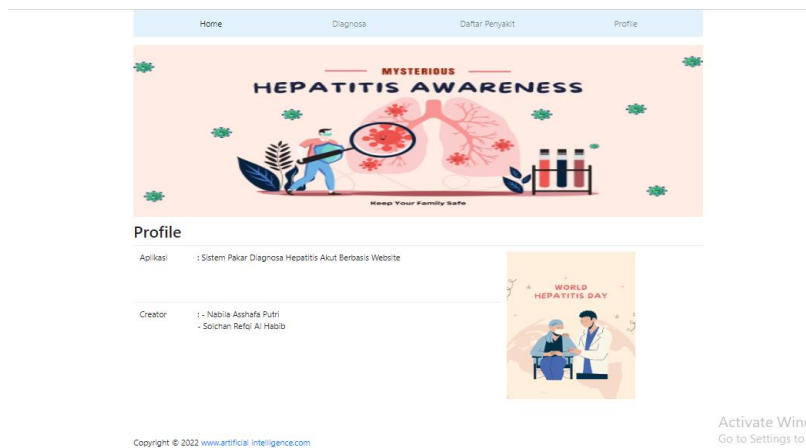 Home Diagnosa Daftar Penyakit Profile
MYSTERIOUS
HEPATITIS AWARENESS
Keep Your Family Safe
Profile
Aplikasi : Sistem Pakar Diagnosa Hepatitis Akut Berbasis Website
WORLD
HEPATITIS DAY
Creator : - Nabila Asshafa Putri
- Solchan Refqi Al Habib
Copyright © 2022 www.artificial intelligence.com
Activate Win
Go to Settings to